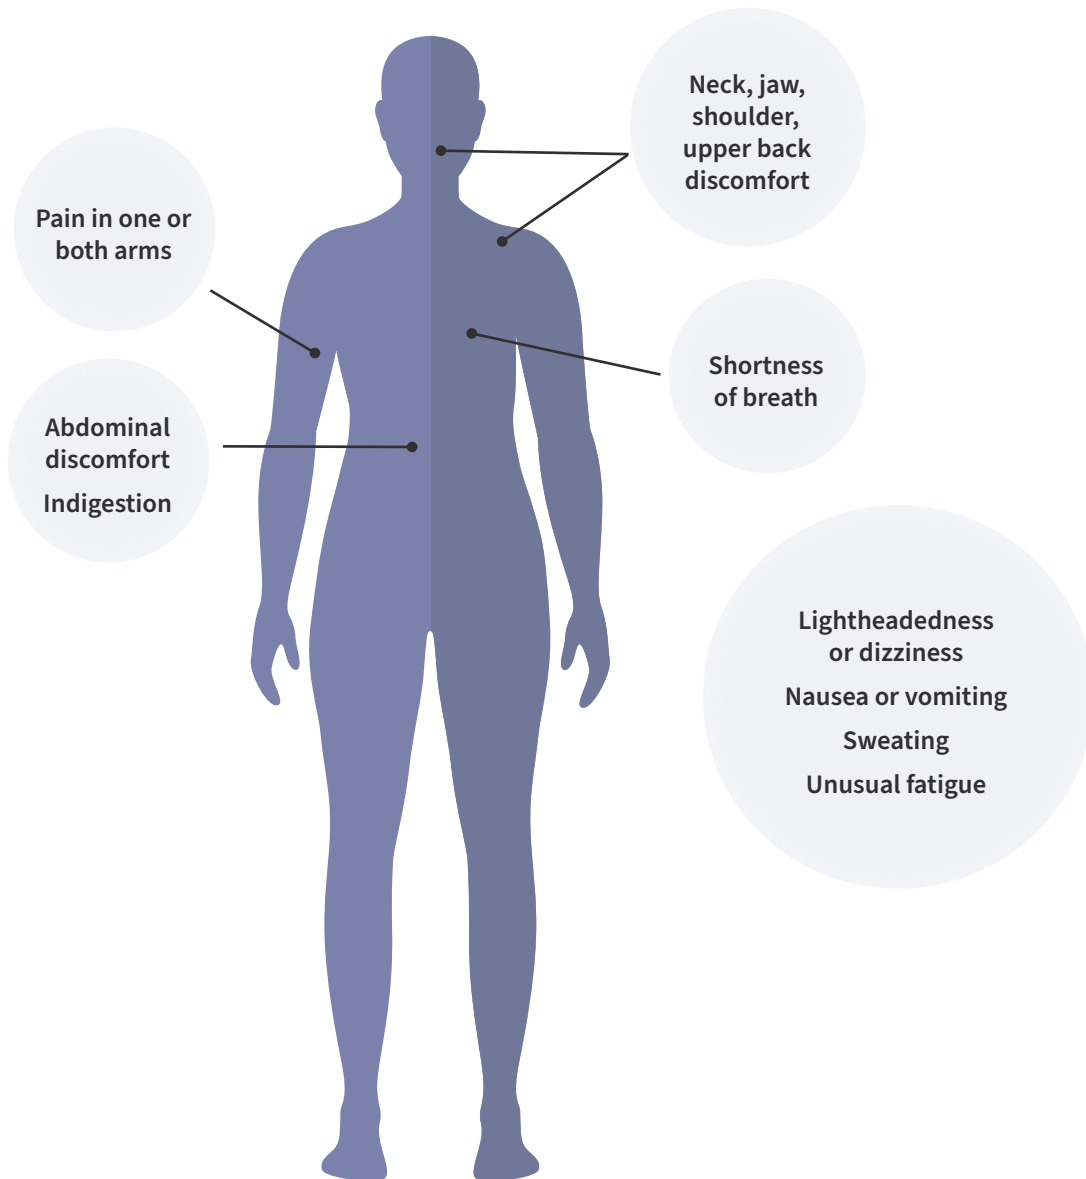 Neck, jaw,
shoulder,
upper back
discomfort
Pain in one or
both arms
Shortness
of breath
Abdominal
discomfort
Indigestion
Lightheadedness
or dizziness
Nausea or vomiting
Sweating
Unusual fatigue